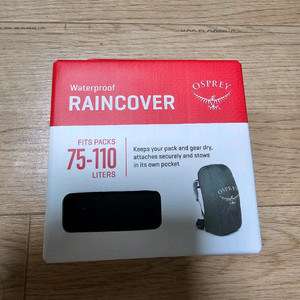 Waterproof
RAINCOVER
OSPREY
FITS PACKS
75-110
LITERS
Keeps your pack and gear dry,
attaches securely and stows
in its own pocket